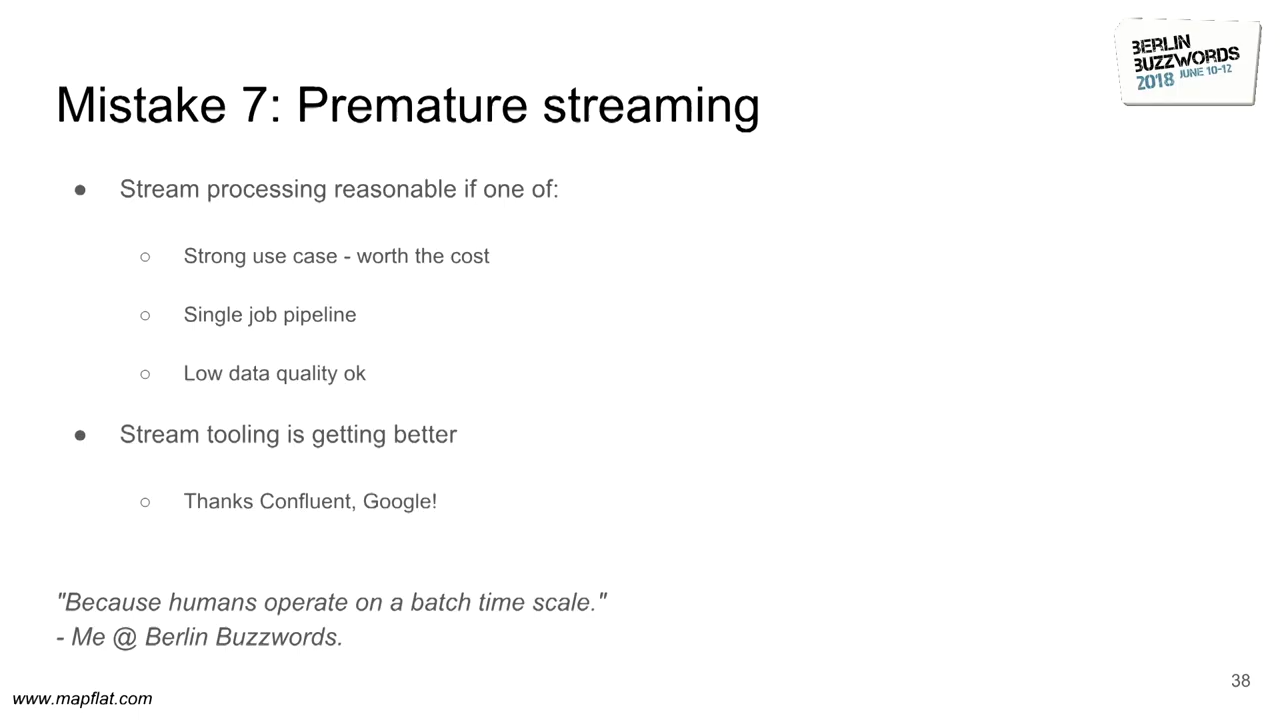 BERLIN
BUZZWORDS
2018 JUNE 10-12
Mistake 7: Premature streaming
● Stream processing reasonable if one of:
○ Strong use case - worth the cost
○ Single job pipeline
○ Low data quality ok
● Stream tooling is getting better
○ Thanks Confluent, Google!
"Because humans operate on a batch time scale."
- Me @ Berlin Buzzwords.
38
www.mapflat.com